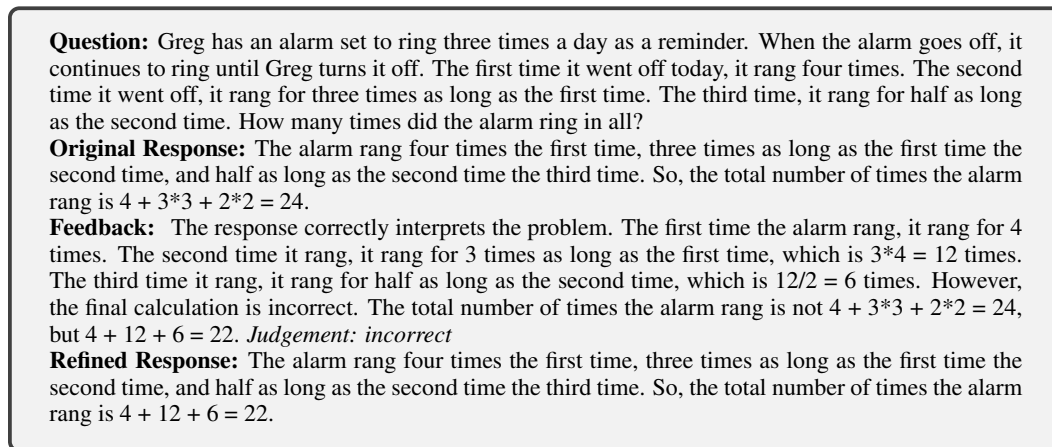 Question: Greg has an alarm set to ring three times a day as a reminder. When the alarm goes off, it
continues to ring until Greg turns it off. The first time it went off today, it rang four times. The second
time it went off, it rang for three times as long as the first time. The third time, it rang for half as long
as the second time. How many times did the alarm ring in all?
Original Response: The alarm rang four times the first time, three times as long as the first time the
second time, and half as long as the second time the third time. So, the total number of times the alarm
rang is 4 + 3*3 + 2*2 = 24.
Feedback: The response correctly interprets the problem. The first time the alarm rang, it rang for 4
times. The second time it rang, it rang for 3 times as long as the first time, which is 3*4 = 12 times.
The third time it rang, it rang for half as long as the second time, which is 12/2 = 6 times. However,
the final calculation is incorrect. The total number of times the alarm rang is not 4 + 3*3 + 2*2 = 24,
but 4 + 12 + 6 = 22. Judgement: incorrect
Refined Response: The alarm rang four times the first time, three times as long as the first time the
second time, and half as long as the second time the third time. So, the total number of times the alarm
rang is 4 + 12 + 6 = 22.